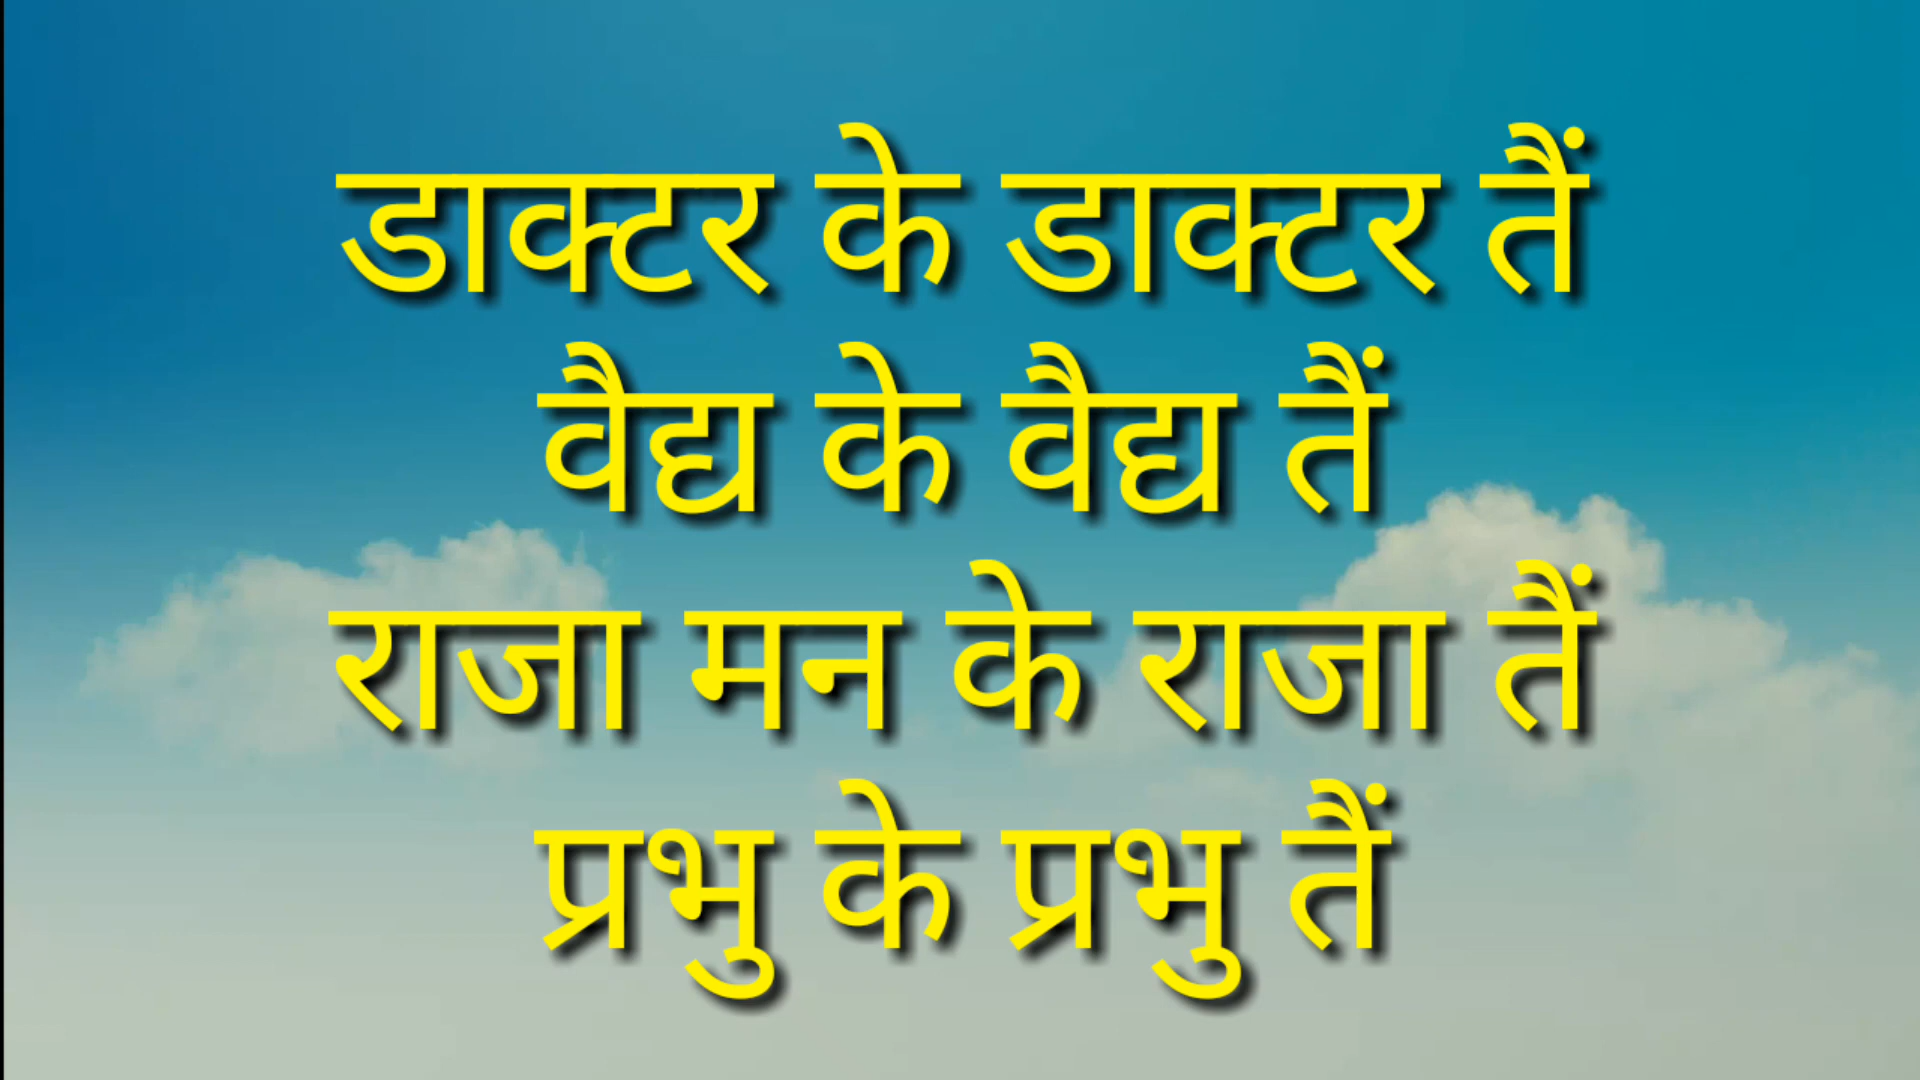 डाक्टर के डाक्टर तैं
वैद्य के वैद्य तैं
राजा मन के राजा तैं
प्रभु के प्रभु तैं